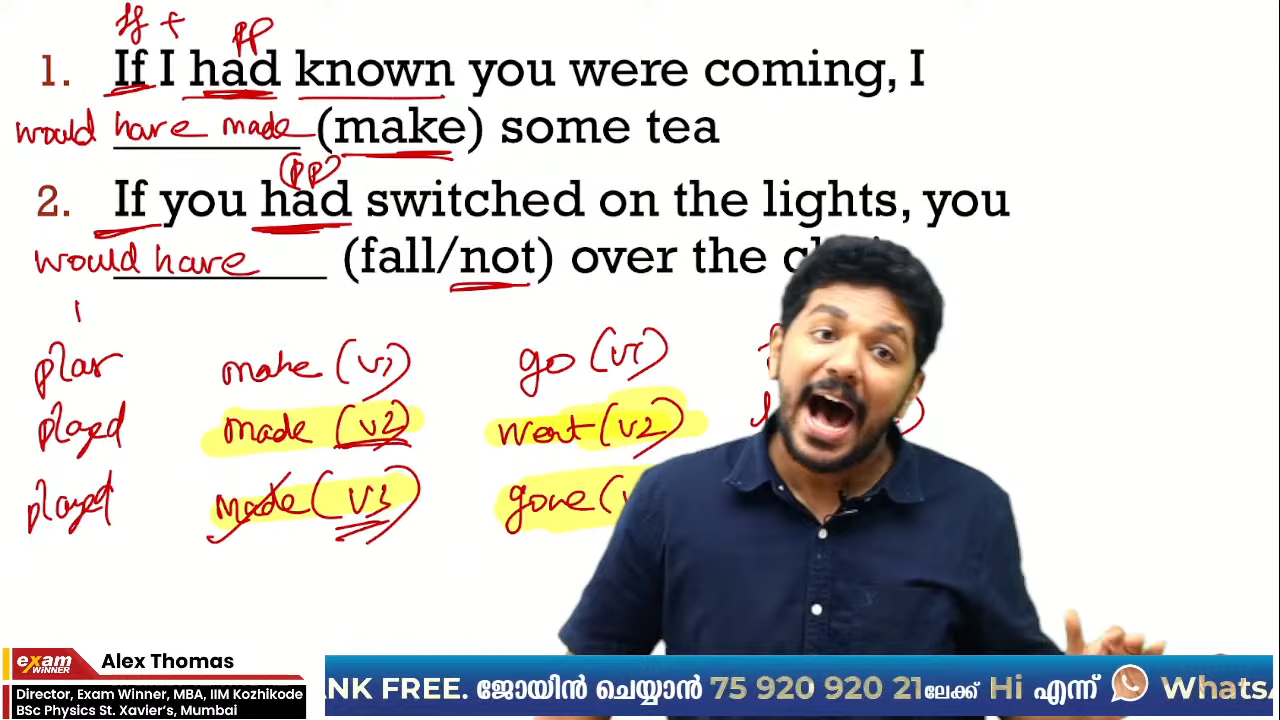 If +
pp
1. If I had known you were coming, I
would have made (make) some tea
(pp)
2. If you had switched on the lights, you
would have (fall/not) over the
play make (v1) go (v1)
played made (v2) went (v2)
played made (v3) gone (v
exam WINNER Alex Thomas
Director, Exam Winner, MBA, IIM Kozhikode
BSc Physics St. Xavier's, Mumbai
ANK FREE. ജോയിൻ ചെയ്യാൻ 75 920 920 21 ലേക്ക് Hi എന്ന് WhatsA